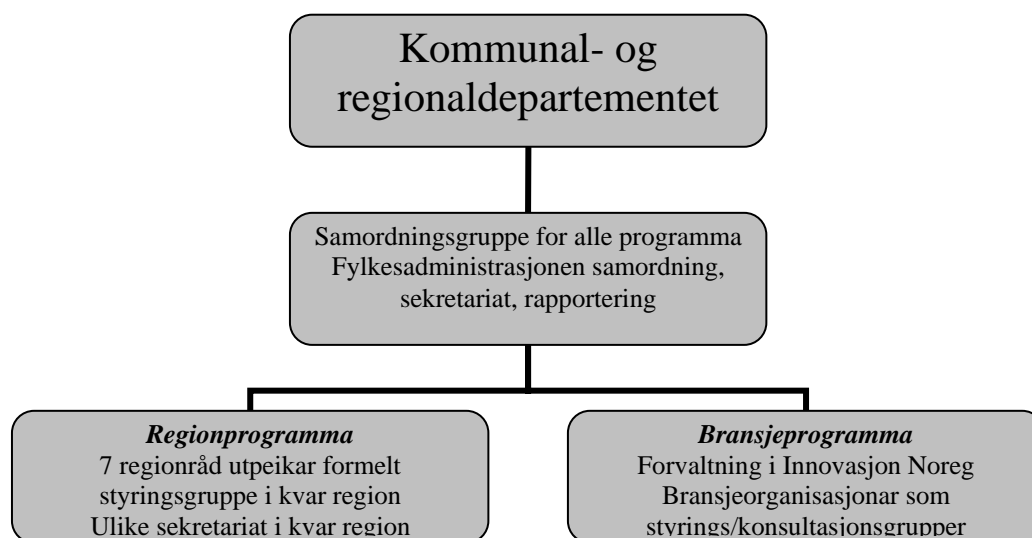 Kommunal- og
regionaldepartementet
Samordningsgruppe for alle programma
Fylkesadministrasjonen samordning,
sekretariat, rapportering
Regionprogramma
7 regionråd utpeikar formelt
styringsgruppe i kvar region
Ulike sekretariat i kvar region
Bransjeprogramma
Forvaltning i Innovasjon Noreg
Bransjeorganisasjonar som
styrings/konsultasjonsgrupper